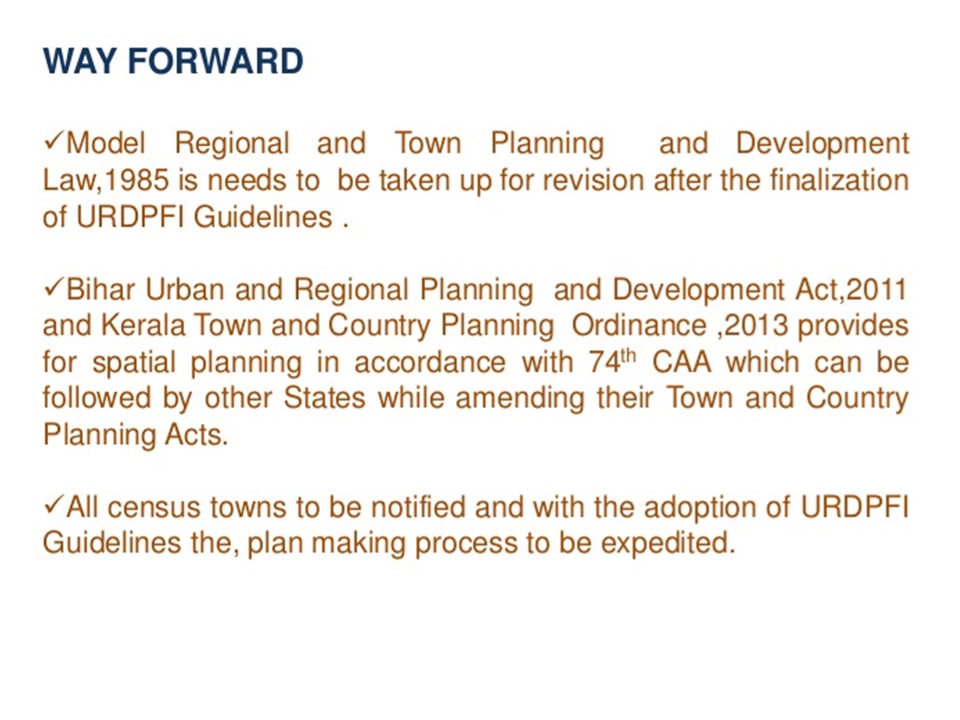 WAY FORWARD
✓Model Regional and Town Planning and Development
Law,1985 is needs to be taken up for revision after the finalization
of URDPFI Guidelines .
✓Bihar Urban and Regional Planning and Development Act,2011
and Kerala Town and Country Planning Ordinance ,2013 provides
for spatial planning in accordance with 74th CAA which can be
followed by other States while amending their Town and Country
Planning Acts.
✓All census towns to be notified and with the adoption of URDPFI
Guidelines the, plan making process to be expedited.